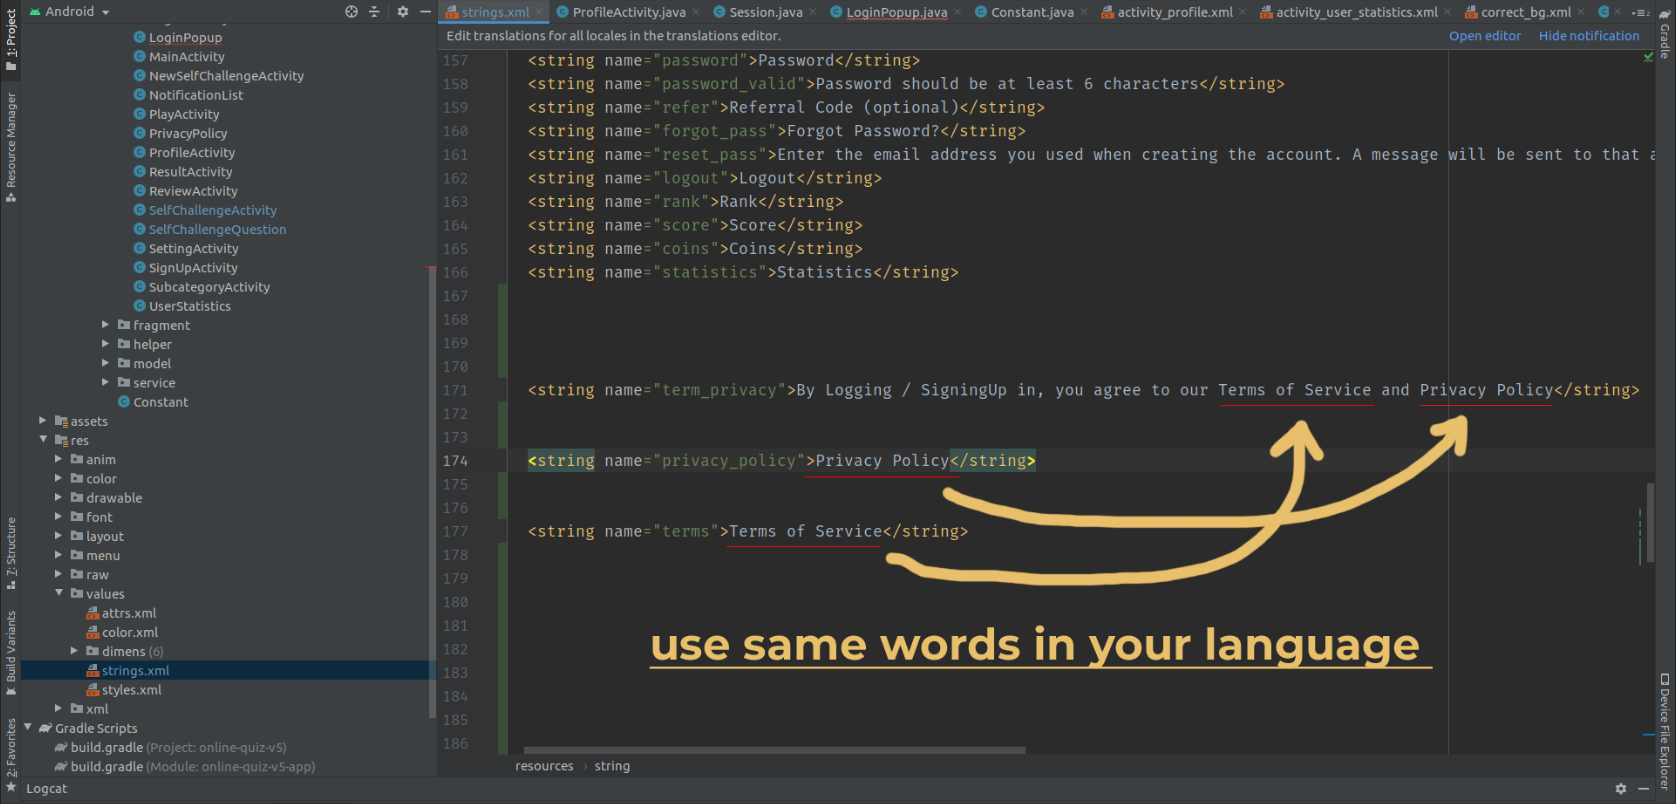 1: Project
Resource Manager
7: Structure
Build Variants
2: Favorites
Android
LoginPopup
MainActivity
NewSelfChallengeActivity
NotificationList
PlayActivity
PrivacyPolicy
ProfileActivity
ResultActivity
ReviewActivity
SelfChallengeActivity
SelfChallengeQuestion
SettingActivity
SignUpActivity
SubcategoryActivity
UserStatistics
fragment
helper
model
service
Constant
assets
res
anim
color
drawable
font
layout
menu
raw
values
attrs.xml
color.xml
dimens (6)
strings.xml
styles.xml
xml
Gradle Scripts
build.gradle (Project: online-quiz-v5)
build.gradle (Module: online-quiz-v5-app)
Logcat
strings.xml ProfileActivity.java Session.java LoginPopup.java Constant.java activity_profile.xml activity_user_statistics.xml correct_bg.xml
Edit translations for all locales in the translations editor. Open editor Hide notification
157 <string name="password">Password</string>
158 <string name="password_valid">Password should be at least 6 characters</string>
159 <string name="refer">Referral Code (optional)</string>
160 <string name="forgot_pass">Forgot Password?</string>
161 <string name="reset_pass">Enter the email address you used when creating the account. A message will be sent to that a
162 <string name="logout">Logout</string>
163 <string name="rank">Rank</string>
164 <string name="score">Score</string>
165 <string name="coins">Coins</string>
166 <string name="statistics">Statistics</string>
167
168
169
170
171 <string name="term_privacy">By Logging / SigningUp in, you agree to our Terms of Service and Privacy Policy</string>
172
173
174 <string name="privacy_policy">Privacy Policy</string>
175
176
177 <string name="terms">Terms of Service</string>
178
179
180
181
182
183
184
185
186
use same words in your language
resources › string
Gradle
Device File Explorer